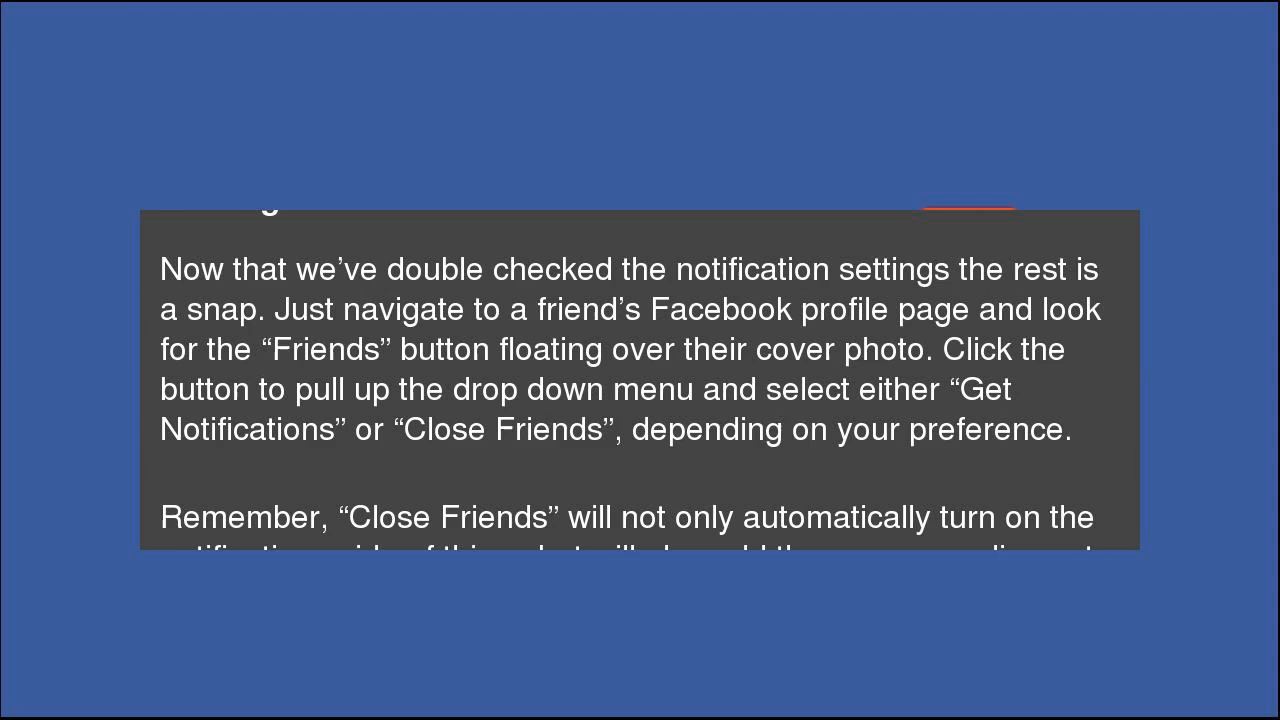 Now that we’ve double checked the notification settings the rest is
a snap. Just navigate to a friend’s Facebook profile page and look
for the “Friends” button floating over their cover photo. Click the
button to pull up the drop down menu and select either “Get
Notifications” or “Close Friends”, depending on your preference.
Remember, “Close Friends” will not only automatically turn on the